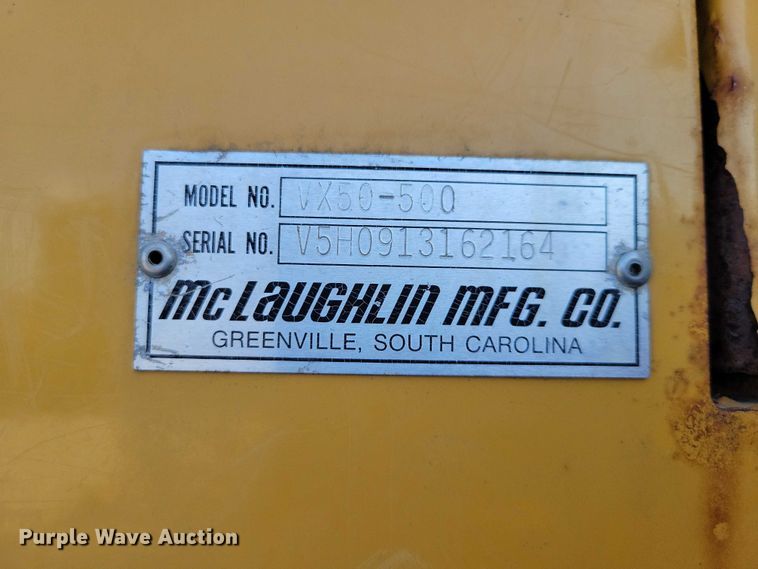 MODEL NO. VX50-500
SERIAL NO. V5H0913162164
McLAUGHLIN MFG. CO.
GREENVILLE, SOUTH CAROLINA
Purple Wave Auction